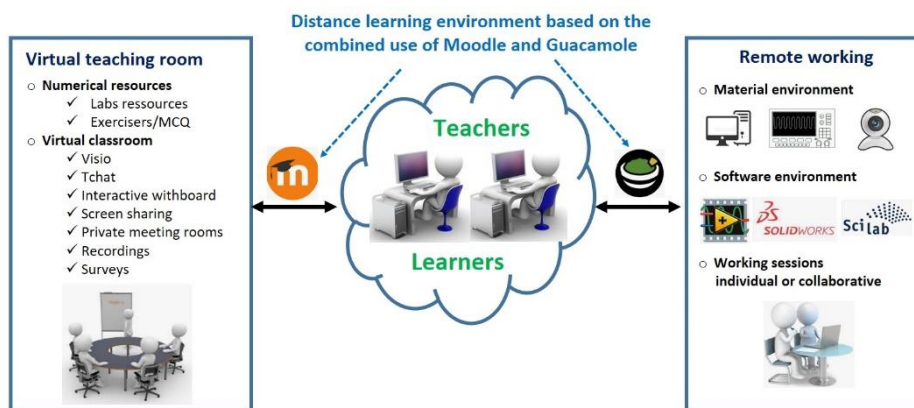 Distance learning environment based on the
combined use of Moodle and Guacamole
Virtual teaching room
o Numerical resources
✓ Labs ressources
✓ Exercisers/MCQ
o Virtual classroom
✓ Visio
✓ Tchat
✓ Interactive withboard
✓ Screen sharing
✓ Private meeting rooms
✓ Recordings
✓ Surveys
m
Teachers
Learners
Remote working
o Material environment
o Software environment
SOLIDWORKS
Scilab
o Working sessions
individual or collaborative